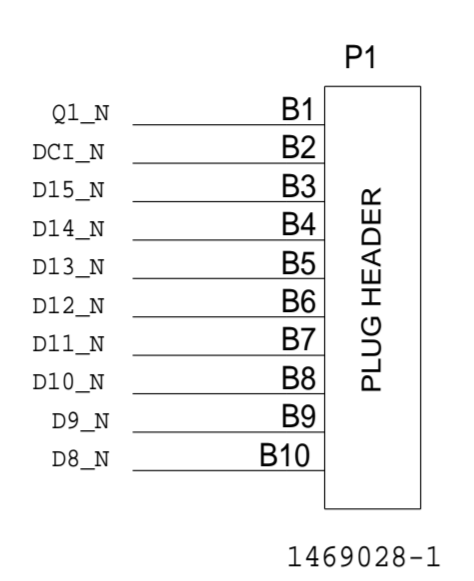 P1
Q1_N B1
DCI_N B2
D15_N B3
D14_N B4
D13_N B5
D12_N B6
D11_N B7
D10_N B8
D9_N B9
D8_N B10
PLUG HEADER
1469028-1